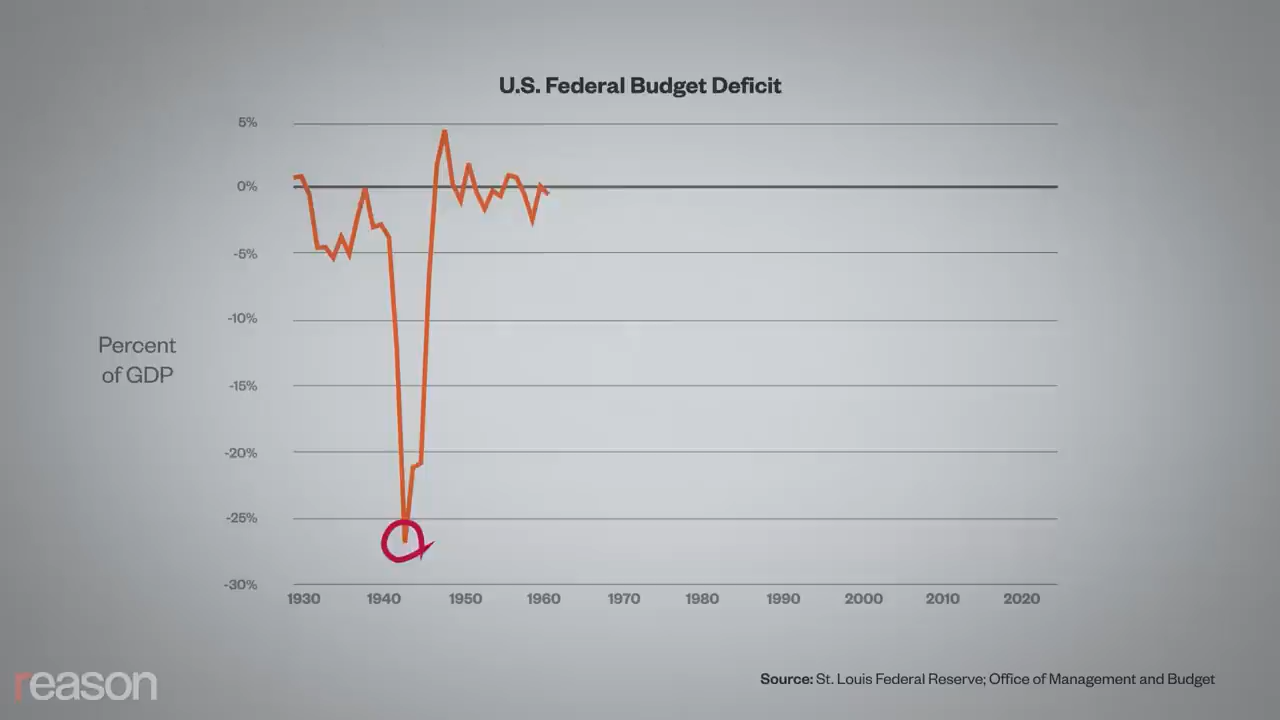 U.S. Federal Budget Deficit
5%
0%
-5%
-10%
-15%
-20%
-25%
-30%
Percent
of GDP
1930 1940 1950 1960 1970 1980 1990 2000 2010 2020
reason
Source: St. Louis Federal Reserve; Office of Management and Budget